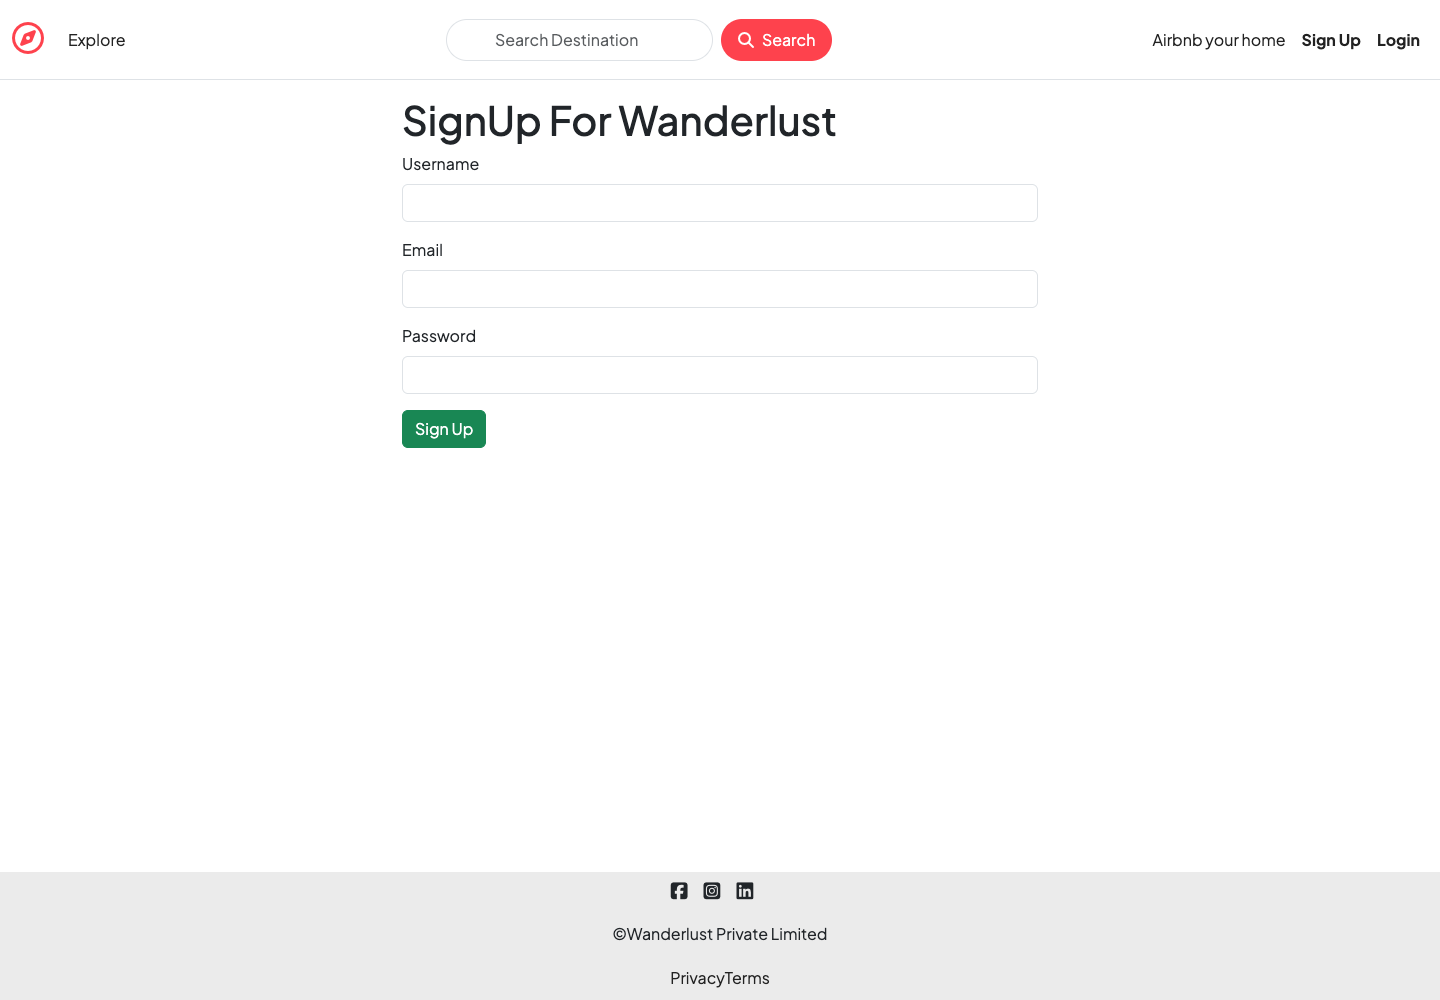 Explore
Search Destination
Search
Airbnb your home
Sign Up
Login
SignUp For Wanderlust
Username
Email
Password
Sign Up
©Wanderlust Private Limited
PrivacyTerms